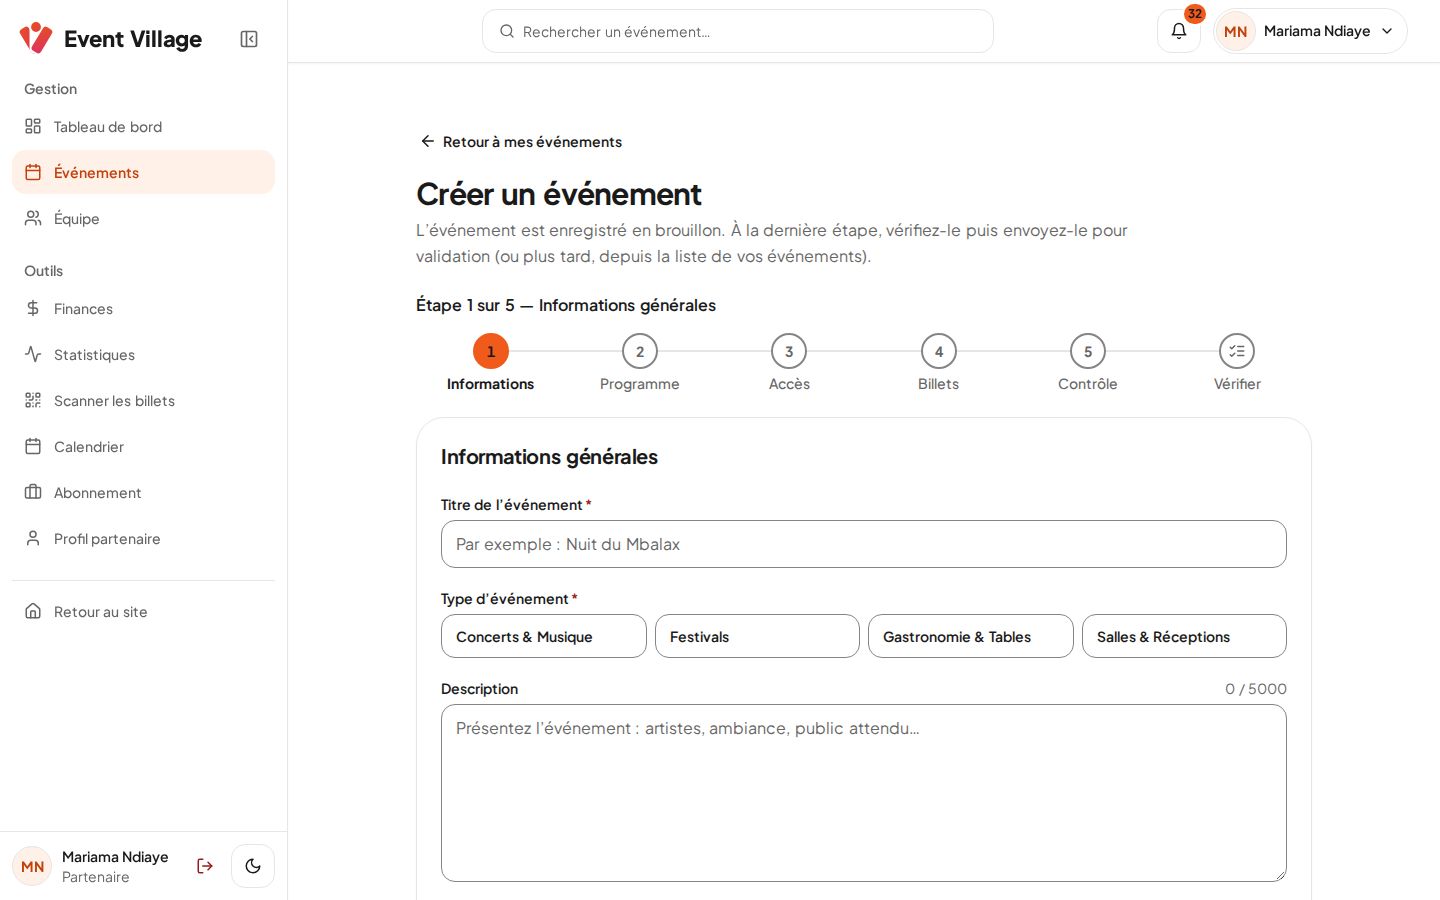 Event Village
Gestion
Tableau de bord
Événements
Équipe
Outils
Finances
Statistiques
Scanner les billets
Calendrier
Abonnement
Profil partenaire
Retour au site
MN
Mariama Ndiaye
Partenaire
Rechercher un événement...
32
MN
Mariama Ndiaye
Retour à mes événements
Créer un événement
L’événement est enregistré en brouillon. À la dernière étape, vérifiez-le puis envoyez-le pour
validation (ou plus tard, depuis la liste de vos événements).
Étape 1 sur 5 — Informations générales
1
2
3
4
5
Informations
Programme
Accès
Billets
Contrôle
Vérifier
Informations générales
Titre de l’événement *
Par exemple : Nuit du Mbalax
Type d’événement *
Concerts & Musique
Festivals
Gastronomie & Tables
Salles & Réceptions
Description
0 / 5000
Présentez l’événement : artistes, ambiance, public attendu…